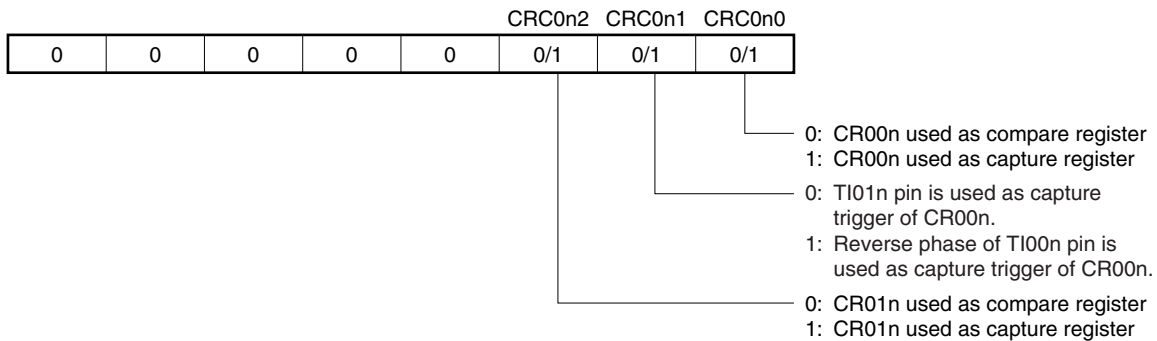 CRC0n2 CRC0n1 CRC0n0
0 0 0 0 0 0/1 0/1 0/1
0: CR00n used as compare register
1: CR00n used as capture register
0: TI01n pin is used as capture
trigger of CR00n.
1: Reverse phase of TI00n pin is
used as capture trigger of CR00n.
0: CR01n used as compare register
1: CR01n used as capture register